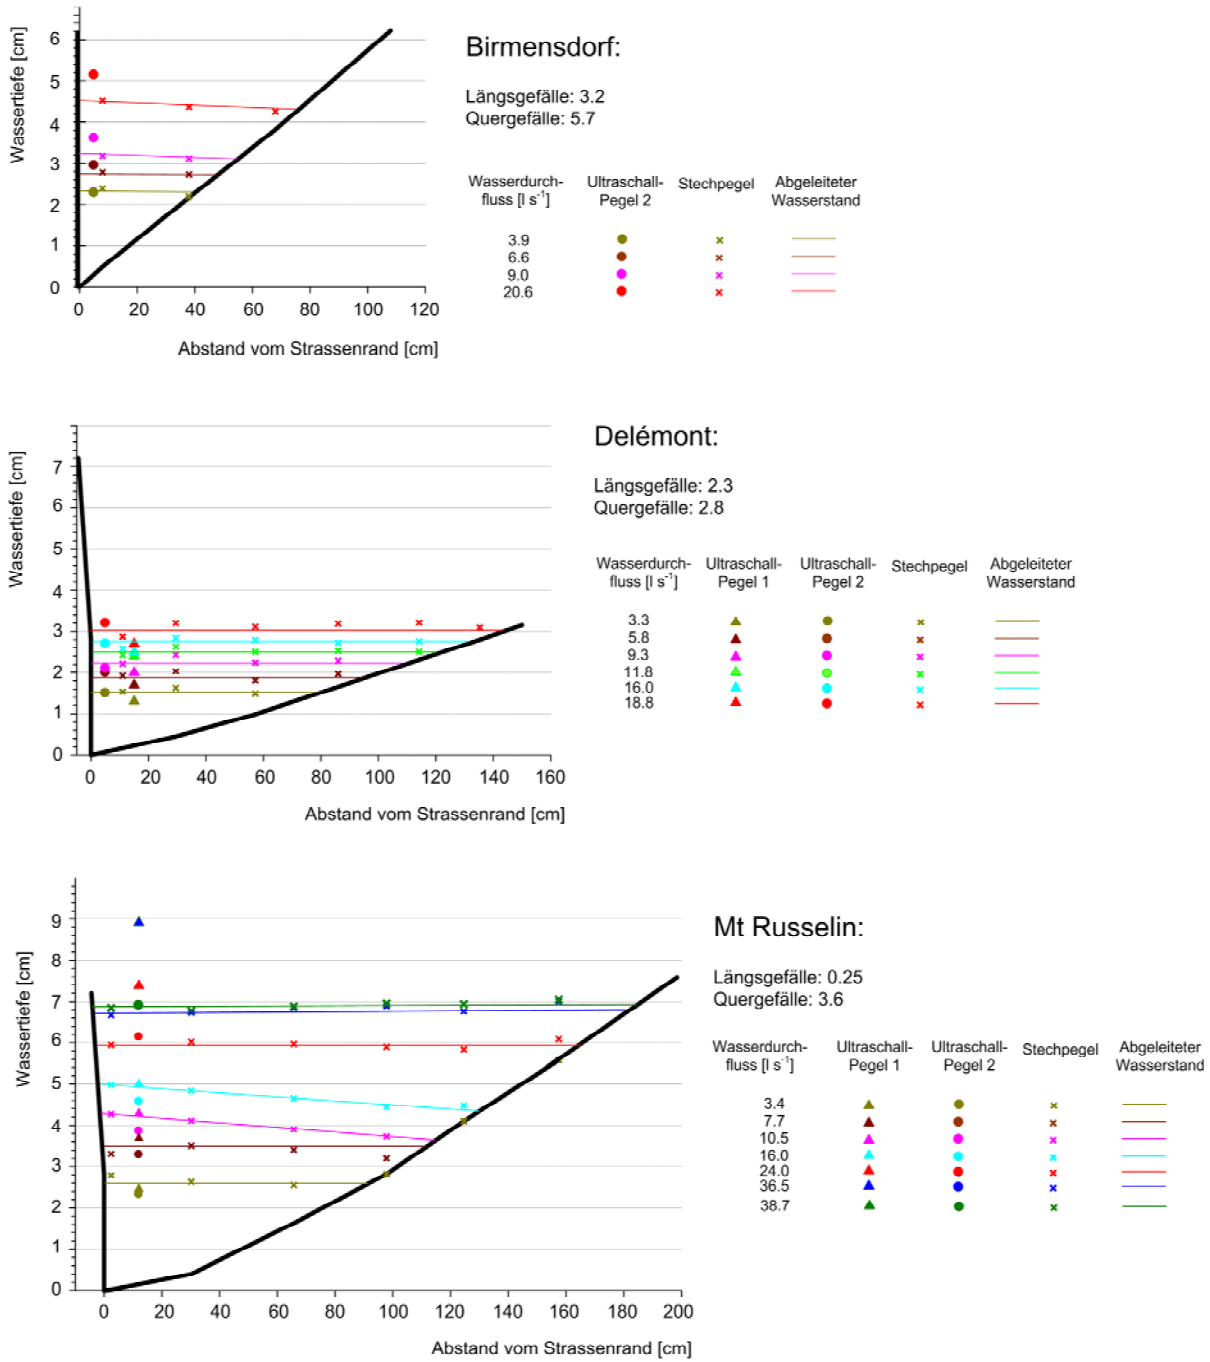 Birmensdorf:
Längsgefälle: 3.2
Quergefälle: 5.7
Wassertiefe [cm]
6
5
4
3
2
1
0
0 20 40 60 80 100 120
Abstand vom Strassenrand [cm]
Wasserdurch- Ultraschall- Stechpegel Abgeleiteter
fluss [l s⁻¹] Pegel 2 Wasserstand
3.9
6.6
9.0
20.6
Delémont:
Längsgefälle: 2.3
Quergefälle: 2.8
Wassertiefe [cm]
7
6
5
4
3
2
1
0
0 20 40 60 80 100 120 140 160
Abstand vom Strassenrand [cm]
Wasserdurch- Ultraschall- Ultraschall- Stechpegel Abgeleiteter
fluss [l s⁻¹] Pegel 1 Pegel 2 Wasserstand
3.3
5.8
9.3
11.8
16.0
18.8
Mt Russelin:
Längsgefälle: 0.25
Quergefälle: 3.6
Wassertiefe [cm]
9
8
7
6
5
4
3
2
1
0
0 20 40 60 80 100 120 140 160 180 200
Abstand vom Strassenrand [cm]
Wasserdurch- Ultraschall- Ultraschall- Stechpegel Abgeleiteter
fluss [l s⁻¹] Pegel 1 Pegel 2 Wasserstand
3.4
7.7
10.5
16.0
24.0
36.5
38.7